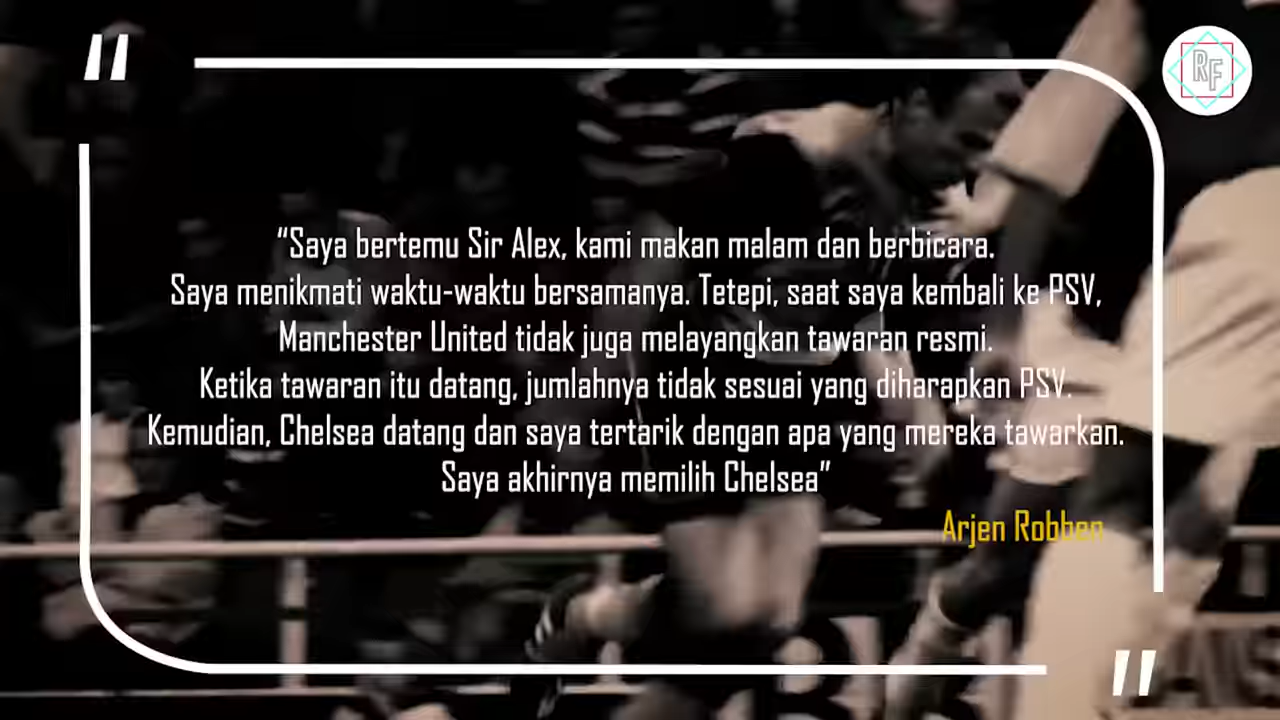 RF
“Saya bertemu Sir Alex, kami makan malam dan berbicara.
Saya menikmati waktu-waktu bersamanya. Tetepi, saat saya kembali ke PSV,
Manchester United tidak juga melayangkan tawaran resmi.
Ketika tawaran itu datang, jumlahnya tidak sesuai yang diharapkan PSV.
Kemudian, Chelsea datang dan saya tertarik dengan apa yang mereka tawarkan.
Saya akhirnya memilih Chelsea”
Arjen Robben